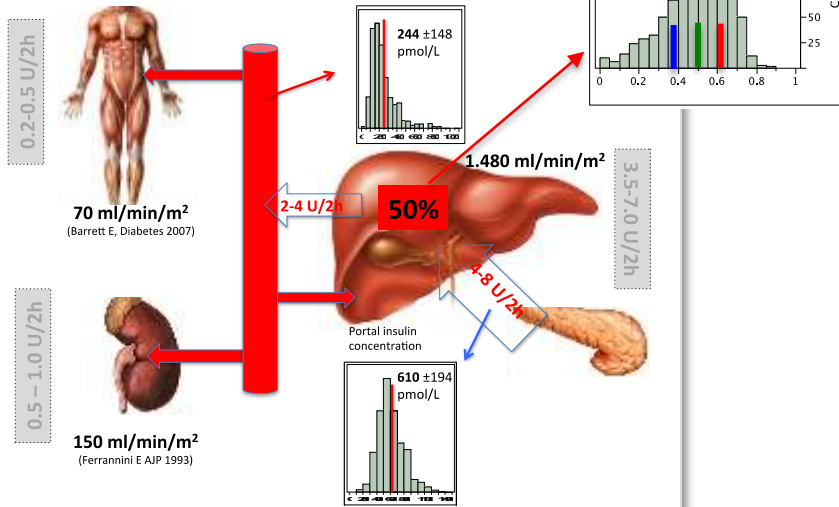 0.2-0.5 U/2h
244 ±148
pmol/L
50
25
0 0.2 0.4 0.6 0.8 1
1.480 ml/min/m²
3.5-7.0 U/2h
2-4 U/2h
50%
70 ml/min/m²
(Barrett E, Diabetes 2007)
4-8 U/2h
Portal insulin
concentration
0.5 – 1.0 U/2h
610 ±194
pmol/L
150 ml/min/m²
(Ferrannini E AJP 1993)